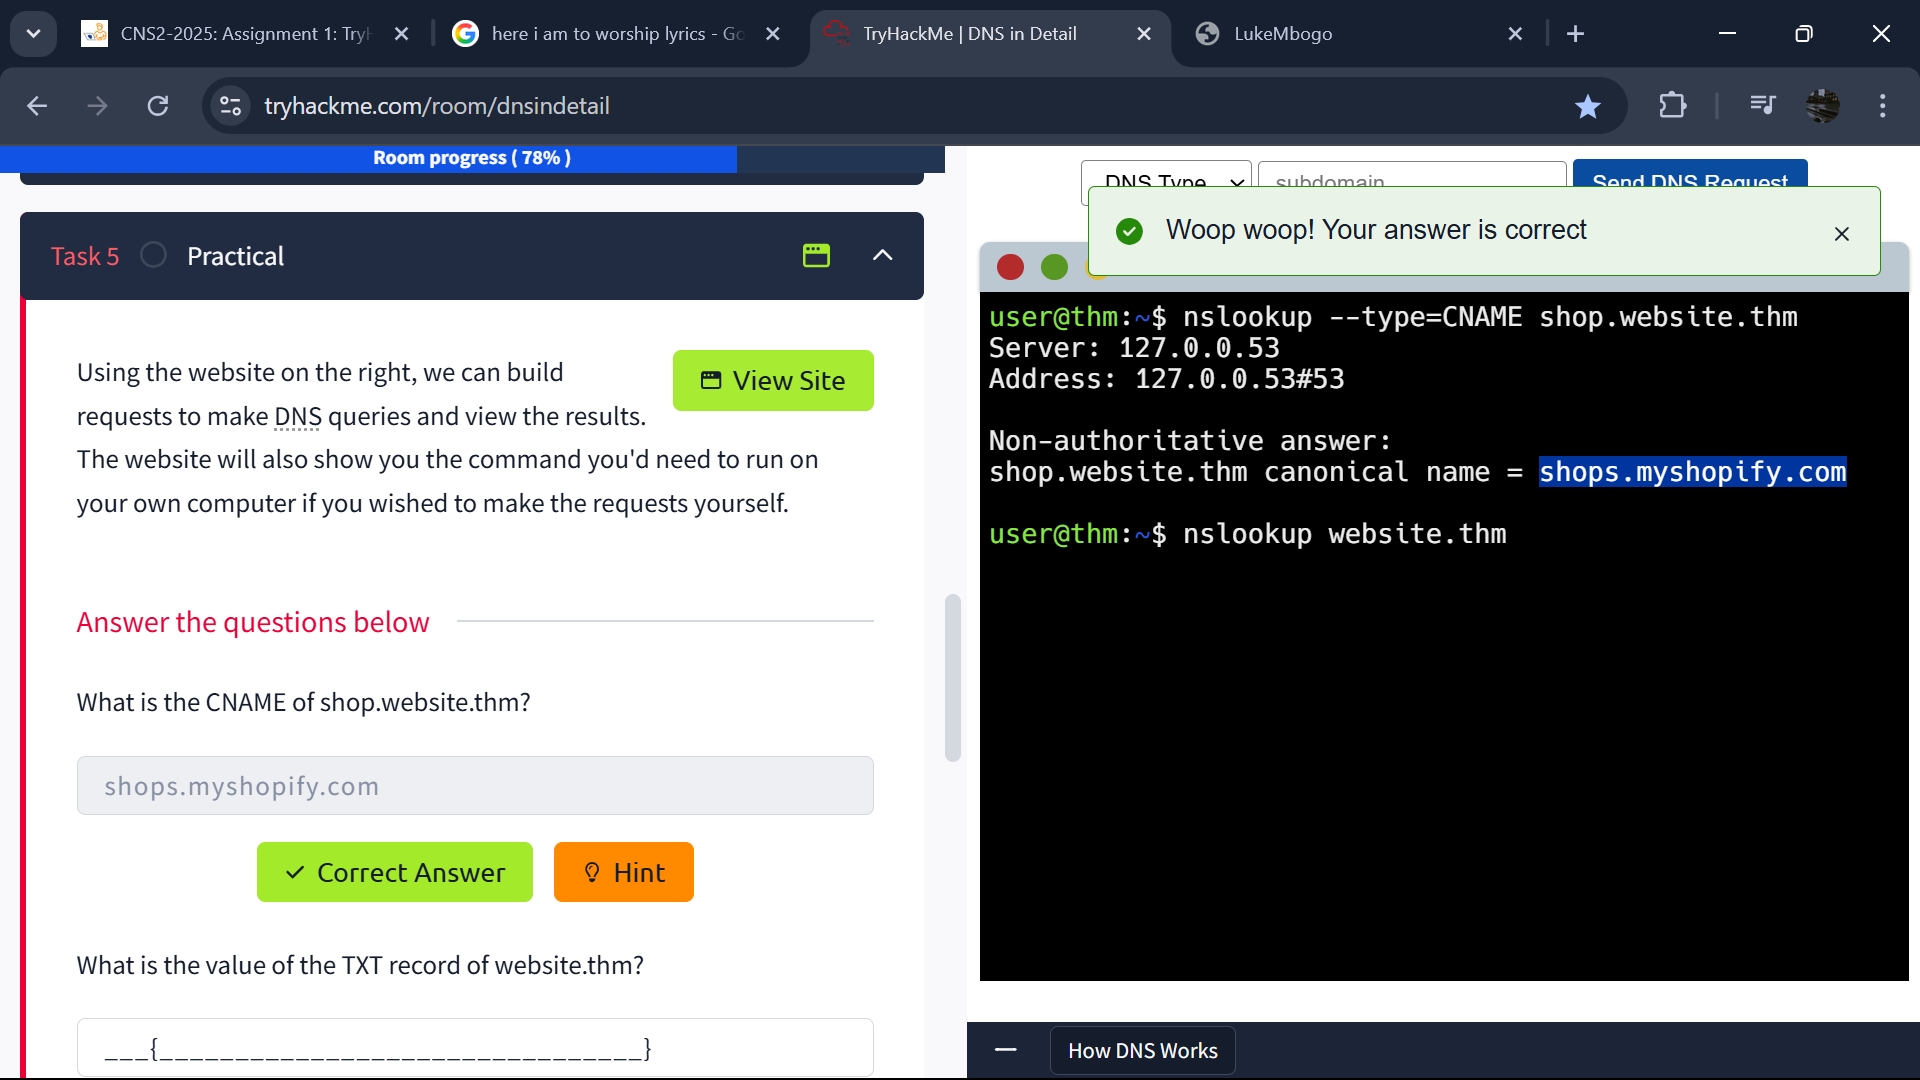 CNS2-2025: Assignment 1: Try
here i am to worship lyrics - Go
TryHackMe | DNS in Detail
LukeMbogo
tryhackme.com/room/dnsindetail
Room progress ( 78% )
Task 5
Practical
Using the website on the right, we can build
requests to make DNS queries and view the results.
The website will also show you the command you'd need to run on
your own computer if you wished to make the requests yourself.
View Site
Answer the questions below
What is the CNAME of shop.website.thm?
shops.myshopify.com
Correct Answer
Hint
What is the value of the TXT record of website.thm?
___{________________________________}
DNS Type
subdomain
Send DNS Request
Woop woop! Your answer is correct
user@thm:~$ nslookup --type=CNAME shop.website.thm
Server: 127.0.0.53
Address: 127.0.0.53#53
Non-authoritative answer:
shop.website.thm canonical name = shops.myshopify.com
user@thm:~$ nslookup website.thm
How DNS Works